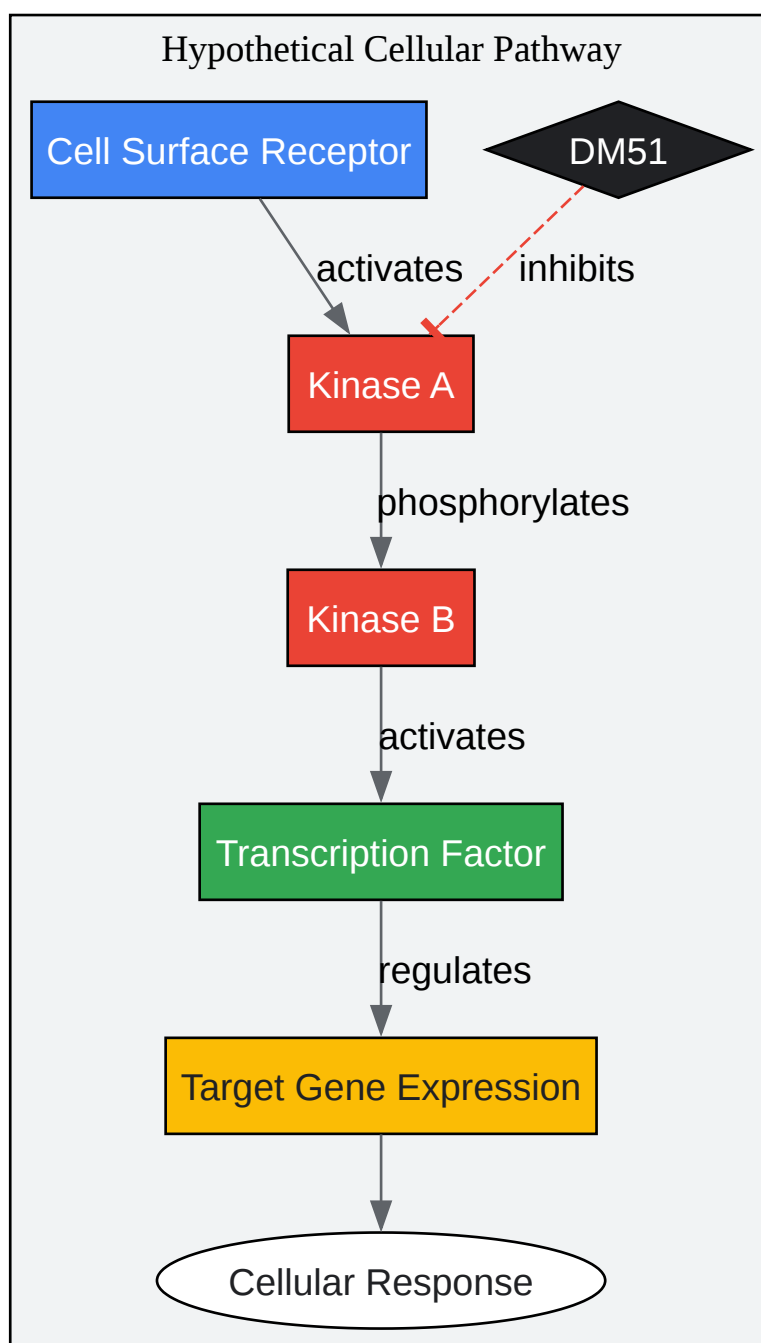 Hypothetical Cellular Pathway
Cell Surface Receptor
DM51
activates
inhibits
Kinase A
phosphorylates
Kinase B
activates
Transcription Factor
regulates
Target Gene Expression
Cellular Response